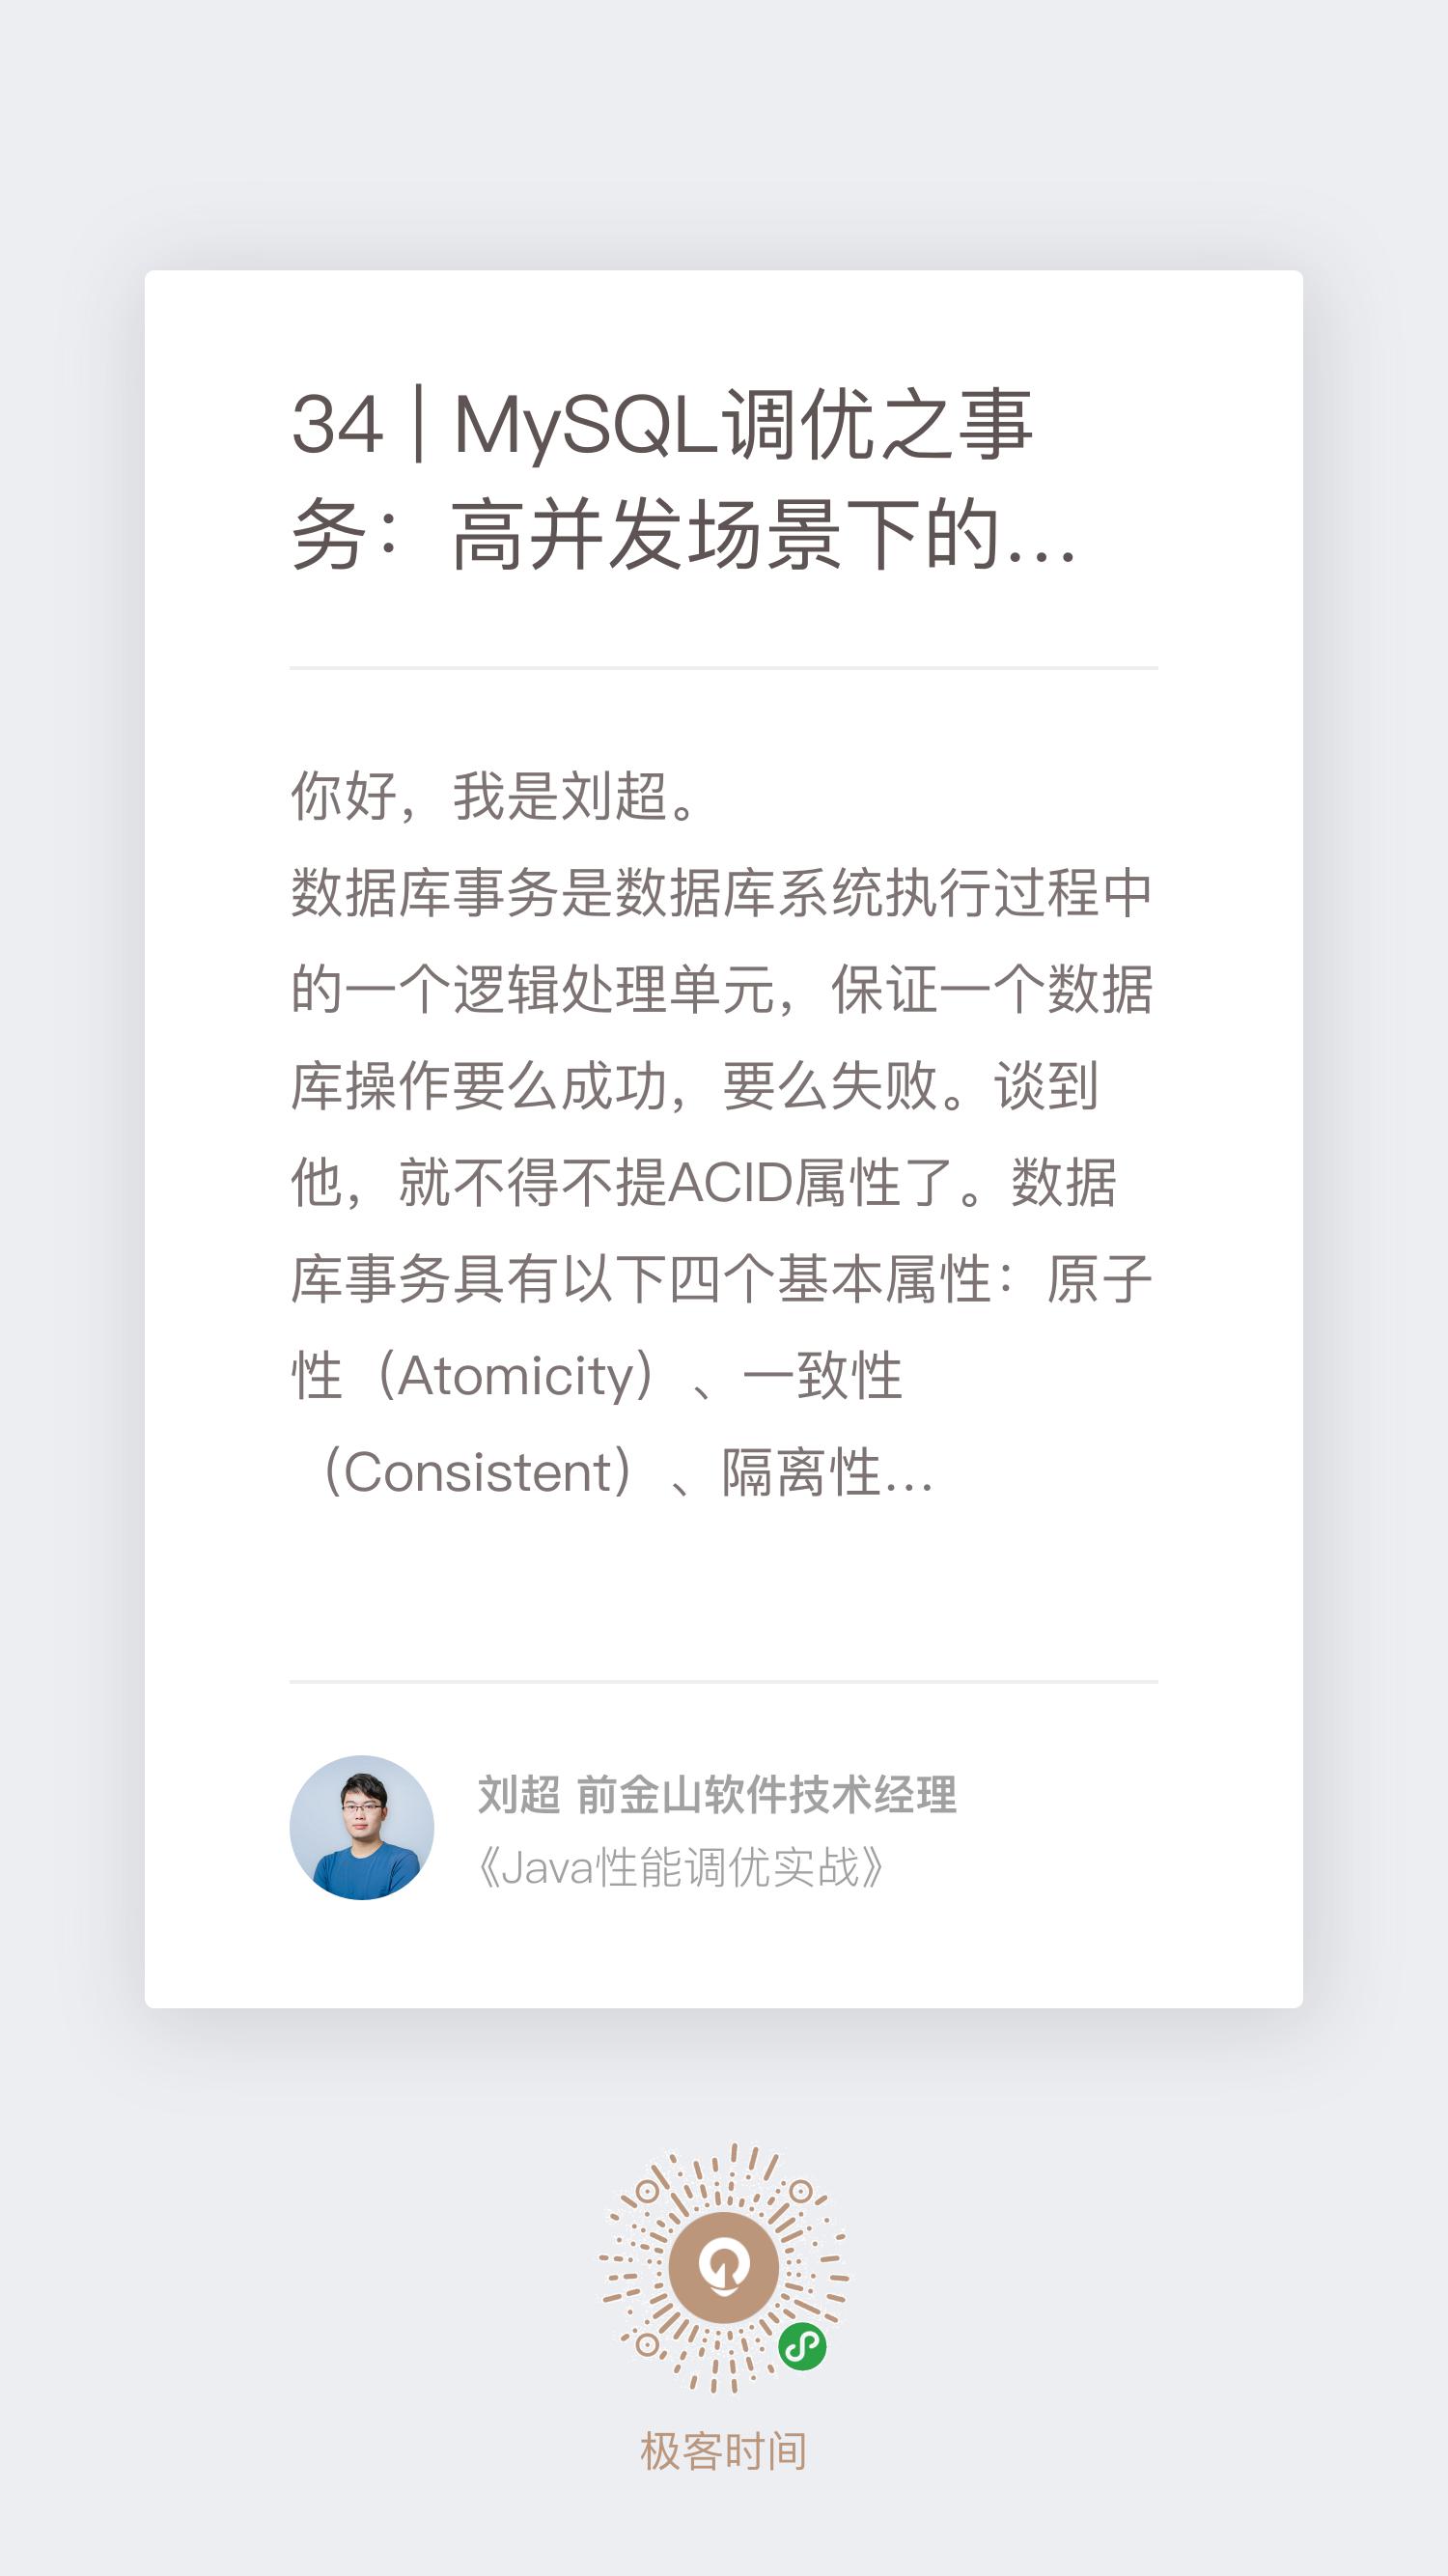 34 | MySQL调优之事
务：高并发场景下的...
你好，我是刘超。
数据库事务是数据库系统执行过程中
的一个逻辑处理单元，保证一个数据
库操作要么成功，要么失败。谈到
他，就不得不提ACID属性了。数据
库事务具有以下四个基本属性：原子
性（Atomicity）、一致性
（Consistent）、隔离性...
刘超 前金山软件技术经理
《Java性能调优实战》
极客时间